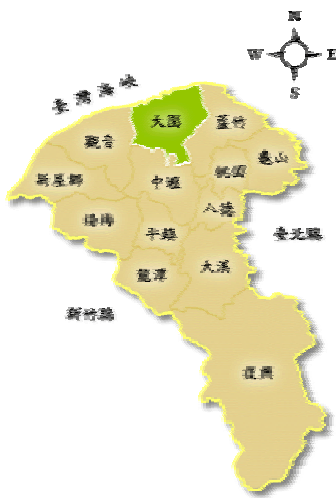 N
W E
S
臺灣海峽
大園
蘆竹
觀音
龜山
桃園
中壢
新屋鄉
八德
楊梅
平鎮
臺北縣
大溪
龍潭
新竹縣
復興